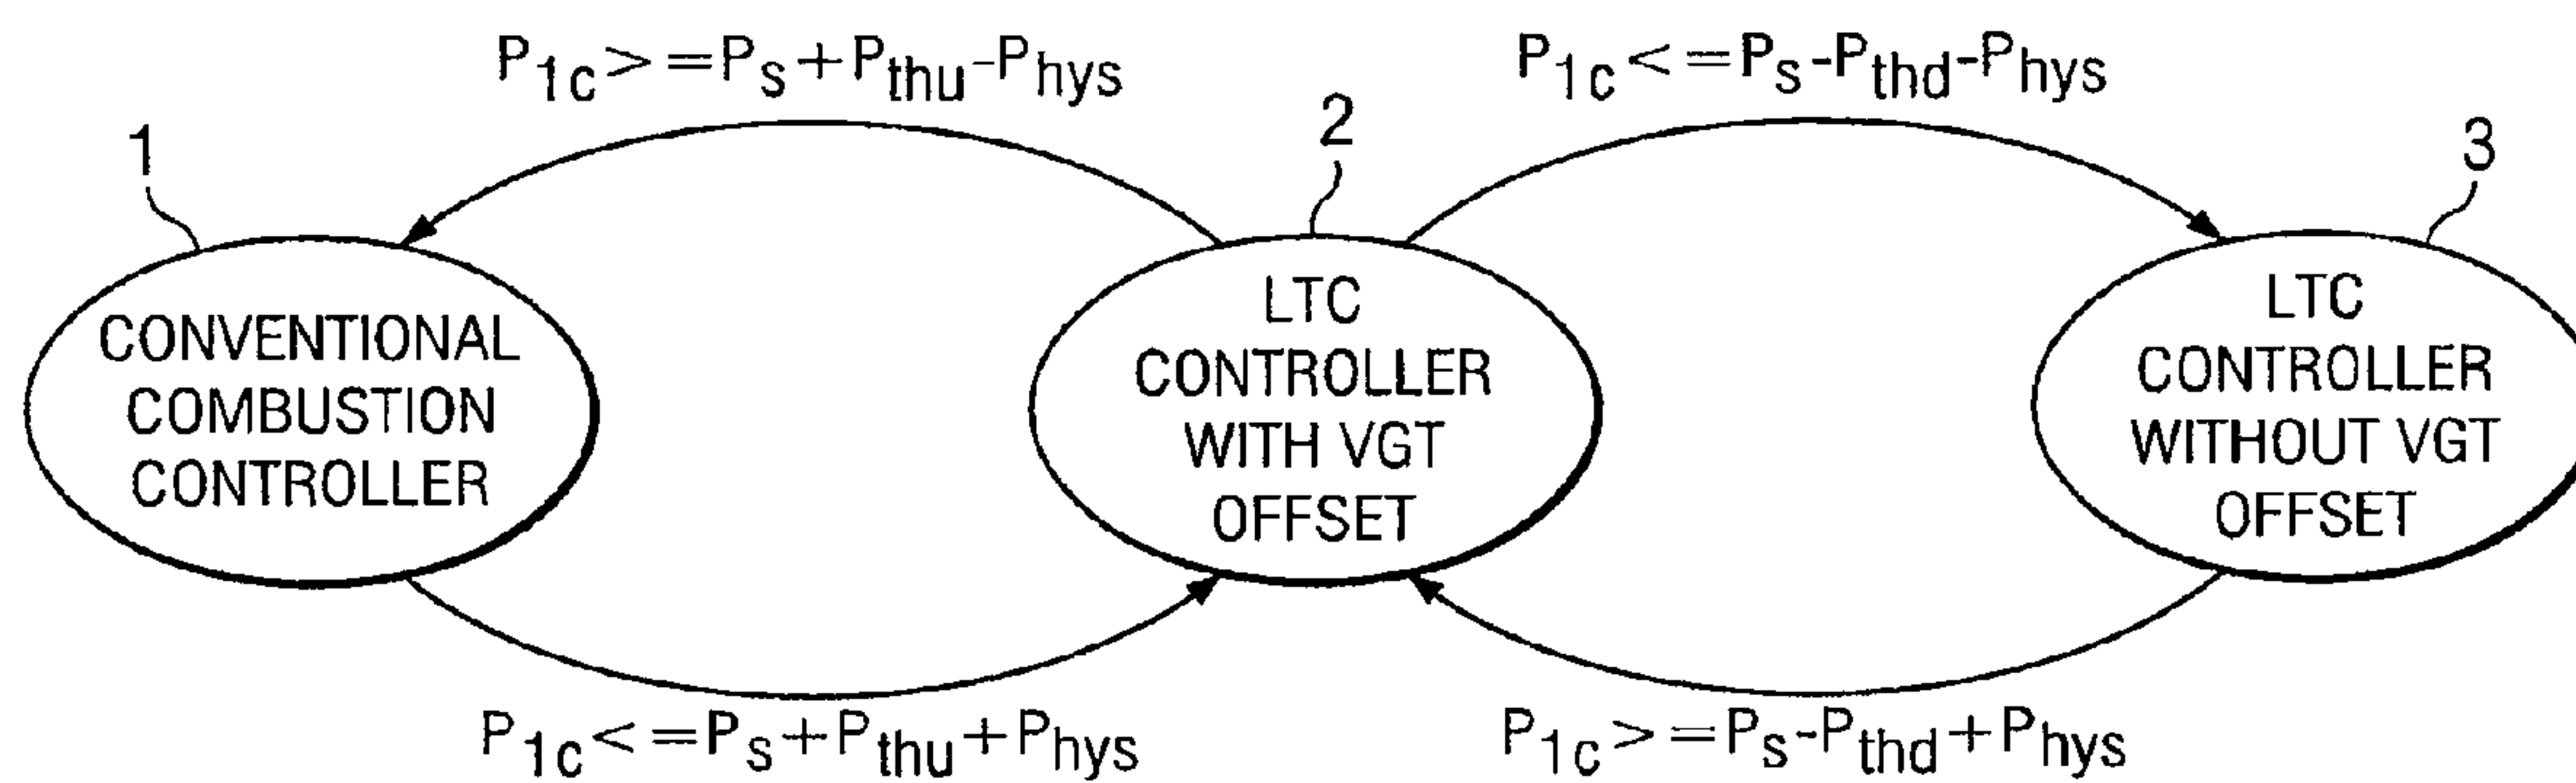 P1c>=Ps+Pthu-Phys
P1c<=Ps-Pthd-Phys
1
2
3
CONVENTIONAL
COMBUSTION
CONTROLLER
LTC
CONTROLLER
WITH VGT
OFFSET
LTC
CONTROLLER
WITHOUT VGT
OFFSET
P1c<=Ps+Pthu+Phys
P1c>=Ps-Pthd+Phys